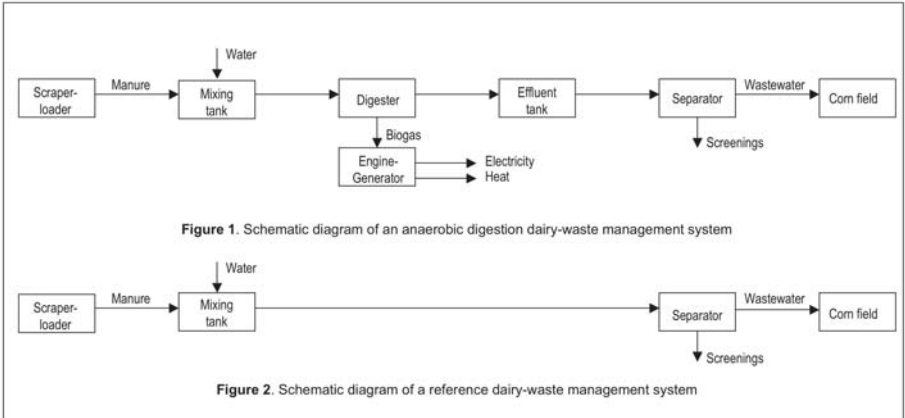 Water
Manure
Scraper-
loader
Mixing
tank
Digester
Effluent
tank
Separator
Wastewater
Corn field
Biogas
Screenings
Engine-
Generator
Electricity
Heat
Figure 1. Schematic diagram of an anaerobic digestion dairy-waste management system
Water
Manure
Scraper-
loader
Mixing
tank
Separator
Wastewater
Corn field
Screenings
Figure 2. Schematic diagram of a reference dairy-waste management system